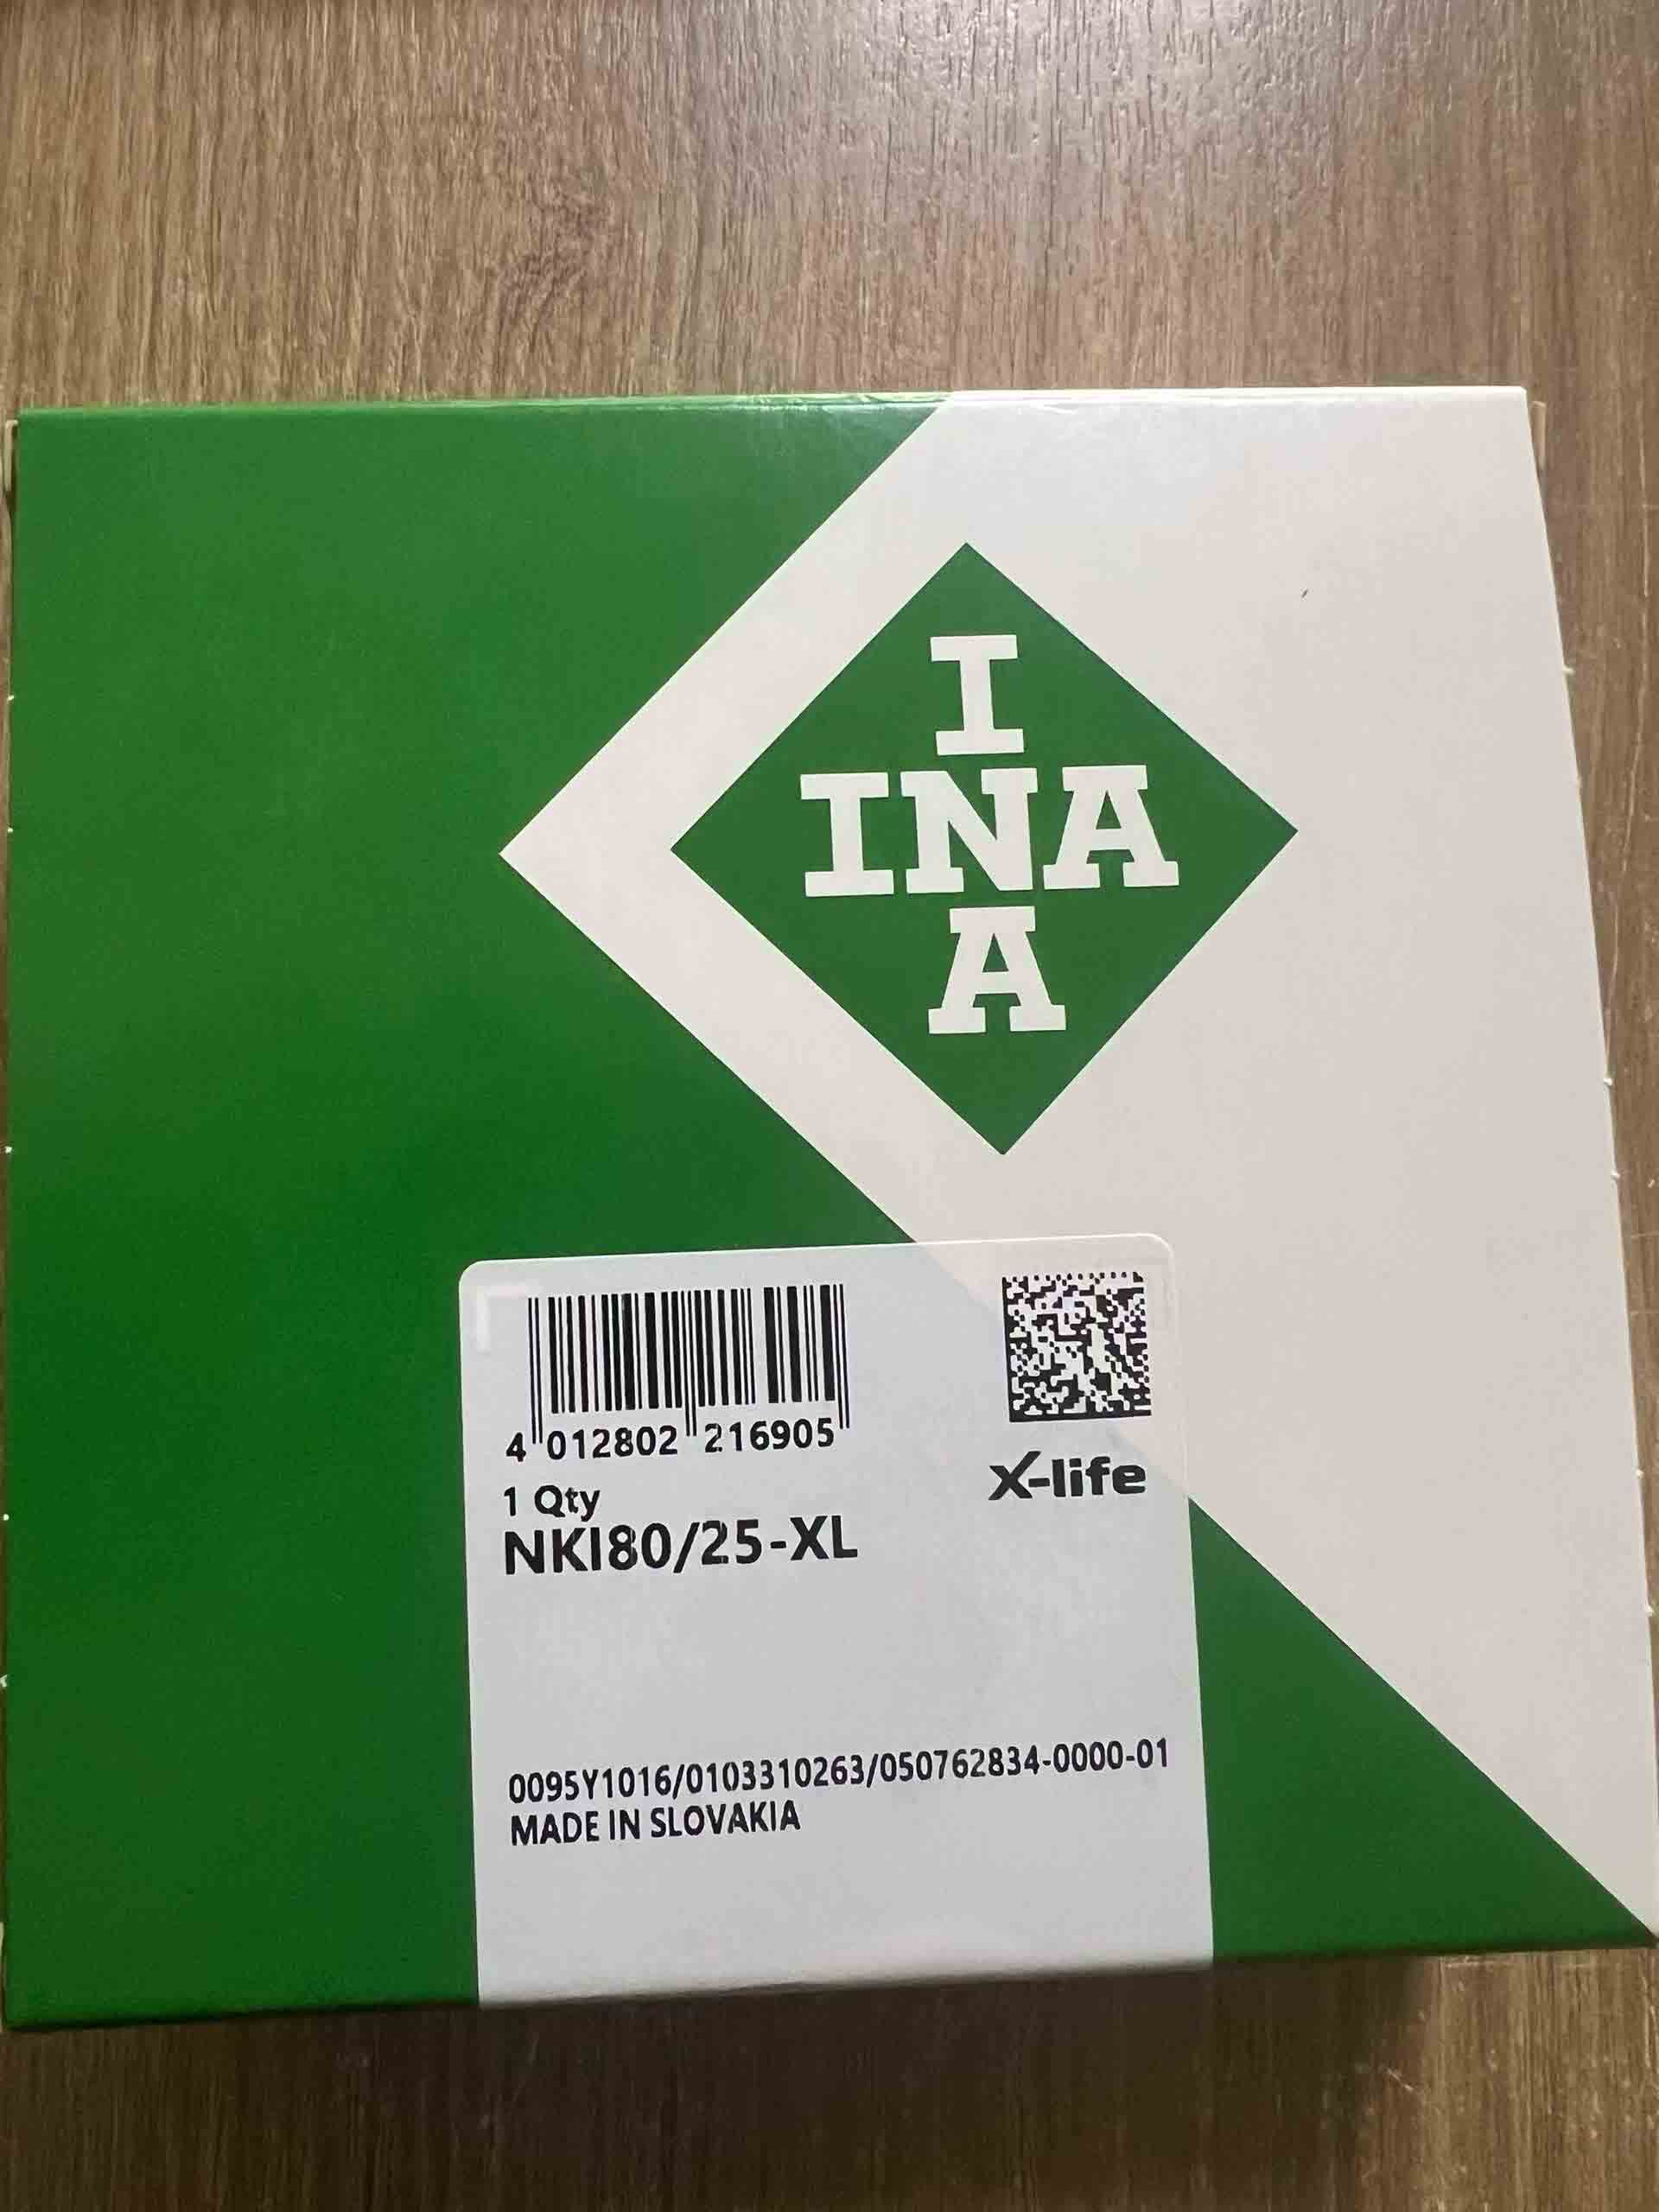 I
INA
A
4 012802 216905
X-life
1 Qty
NKI80/25-XL
0095Y1016/0103310263/050762834-0000-01
MADE IN SLOVAKIA